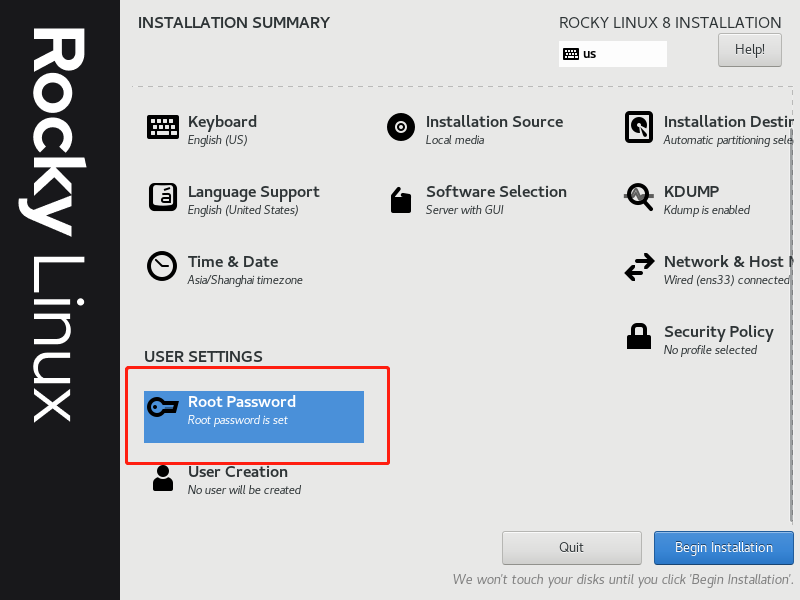 Rocky Linux
INSTALLATION SUMMARY
ROCKY LINUX 8 INSTALLATION
us
Help!
Keyboard
English (US)
Installation Source
Local media
Installation Destin
Automatic partitioning sele
Language Support
English (United States)
Software Selection
Server with GUI
KDUMP
Kdump is enabled
Time & Date
Asia/Shanghai timezone
Network & Host N
Wired (ens33) connected
Security Policy
No profile selected
USER SETTINGS
Root Password
Root password is set
User Creation
No user will be created
Quit
Begin Installation
We won't touch your disks until you click 'Begin Installation'.